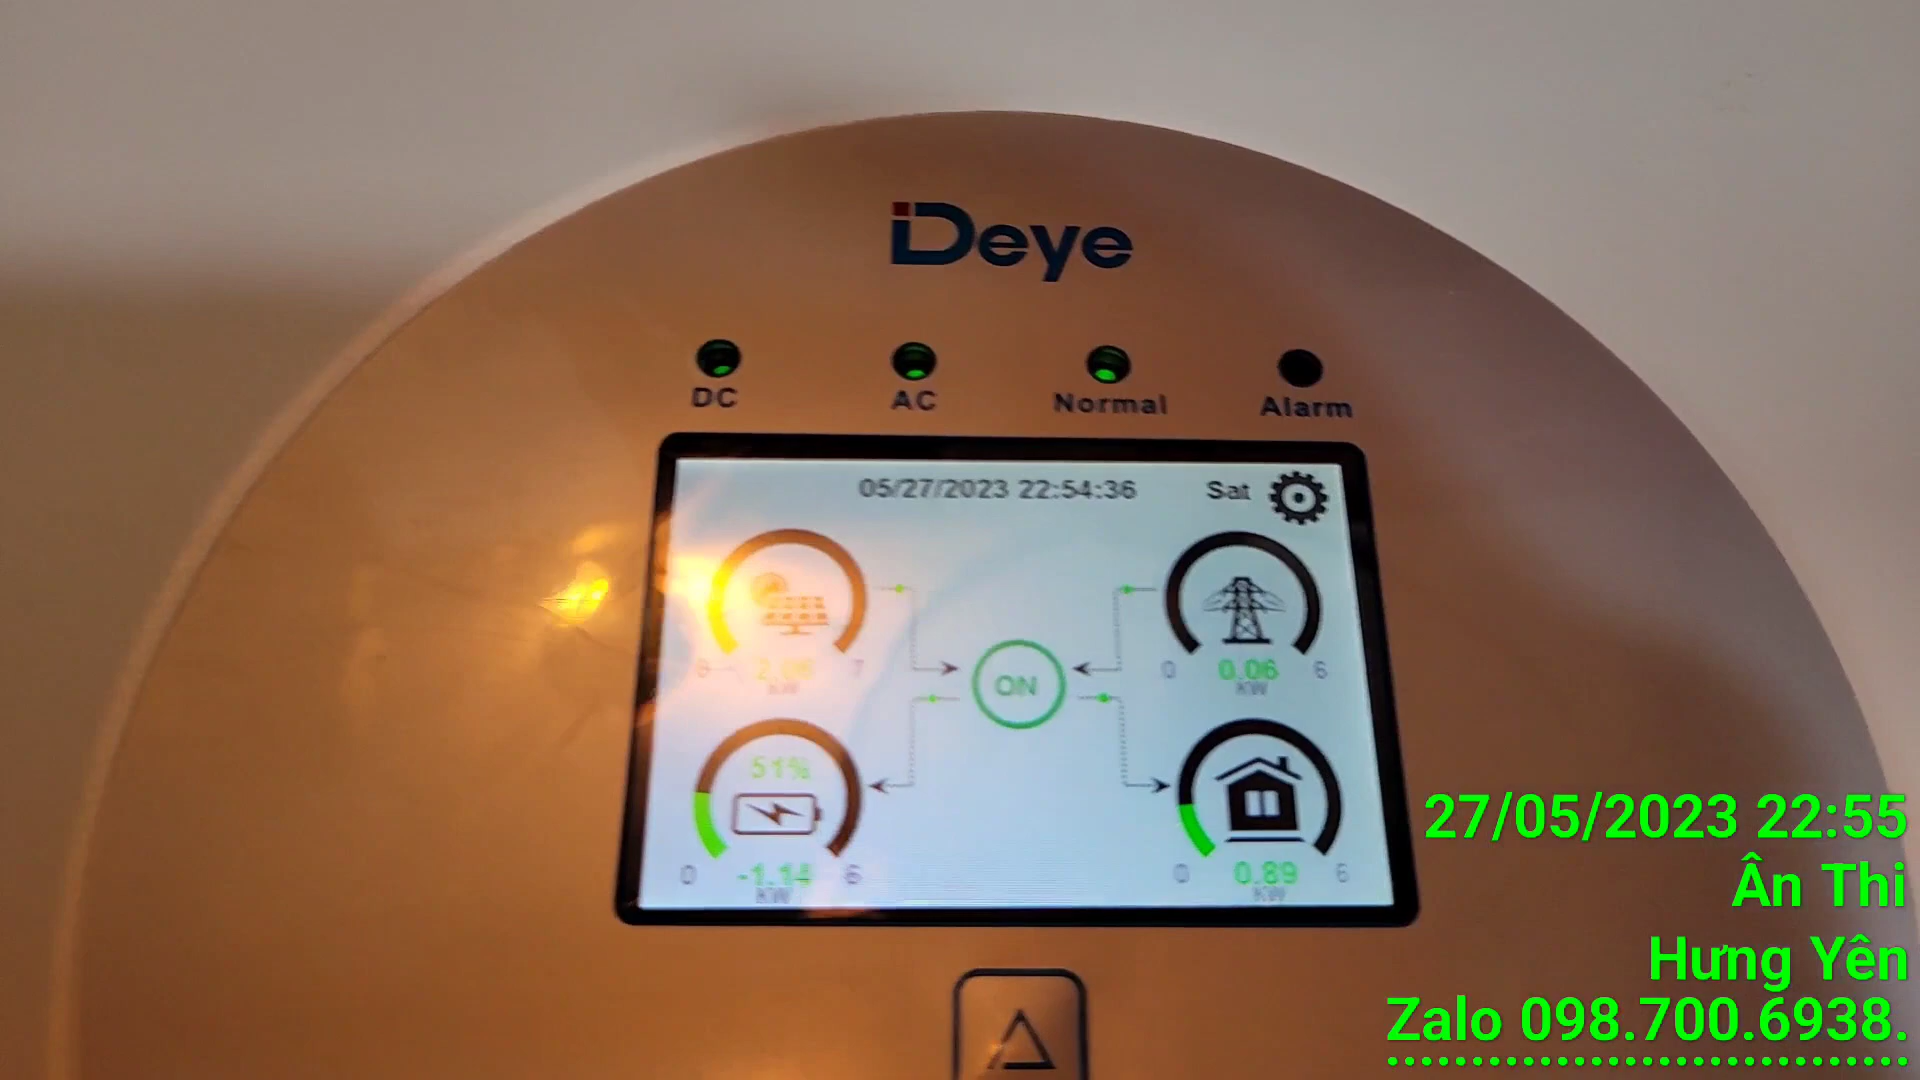 Deye
DC AC Normal Alarm
05/27/2023 22:54:36 Sat
7
KW
0 0.06 6
KW
ON
51%
0 -1.14 6
KW
0 0.89 6
KW
27/05/2023 22:55
Ân Thi
Hưng Yên
Zalo 098.700.6938.